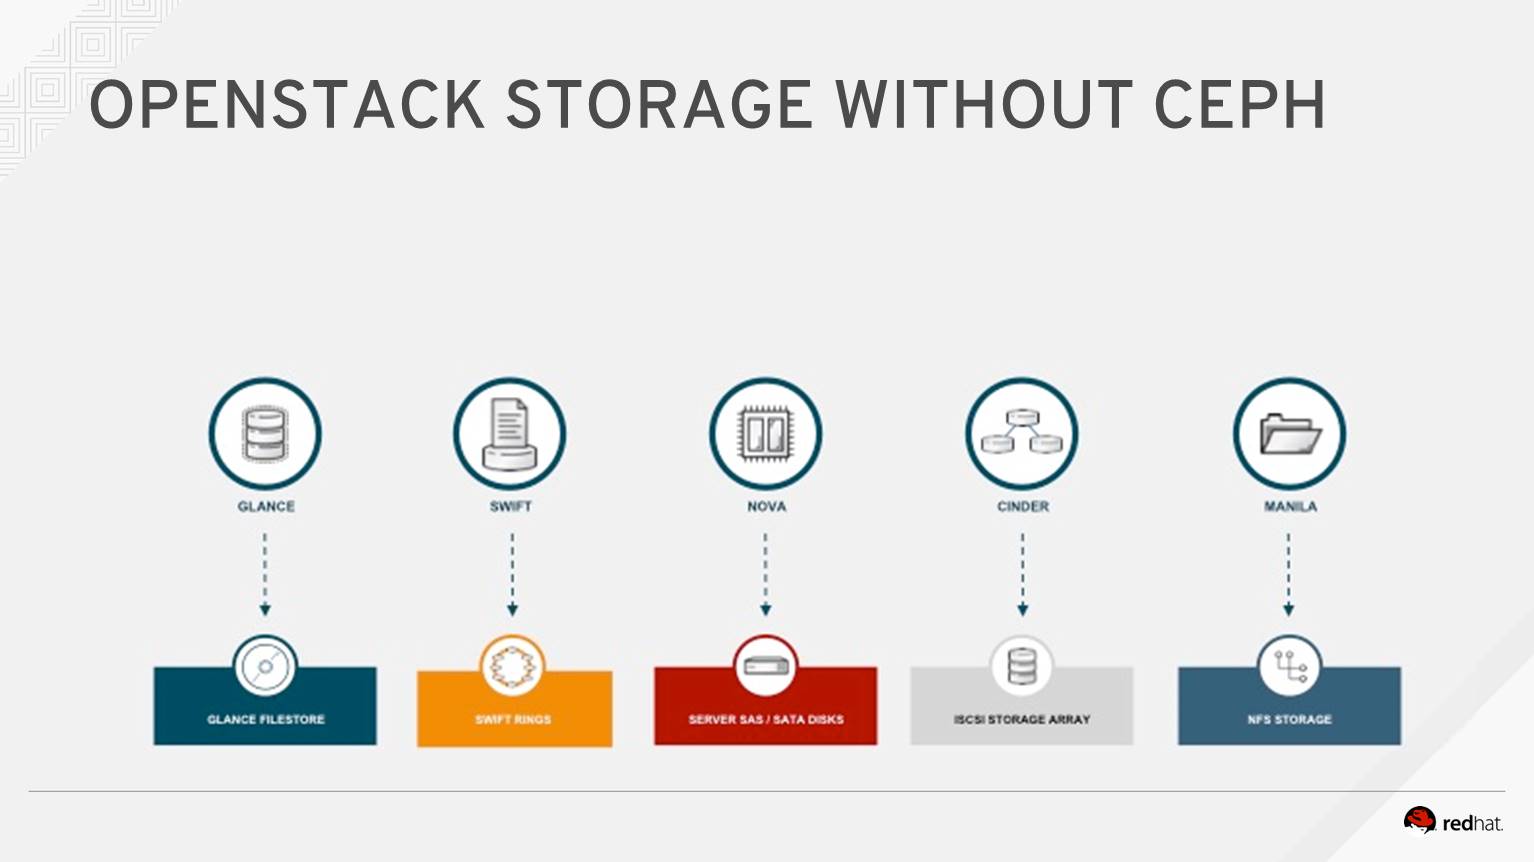 OPENSTACK STORAGE WITHOUT CEPH
GLANCE
SWIFT
NOVA
CINDER
MANILA
GLANCE FILESTORE
SWIFT RINGS
SERVER SAS / SATA DISKS
ISCSI STORAGE ARRAY
NFS STORAGE
redhat.